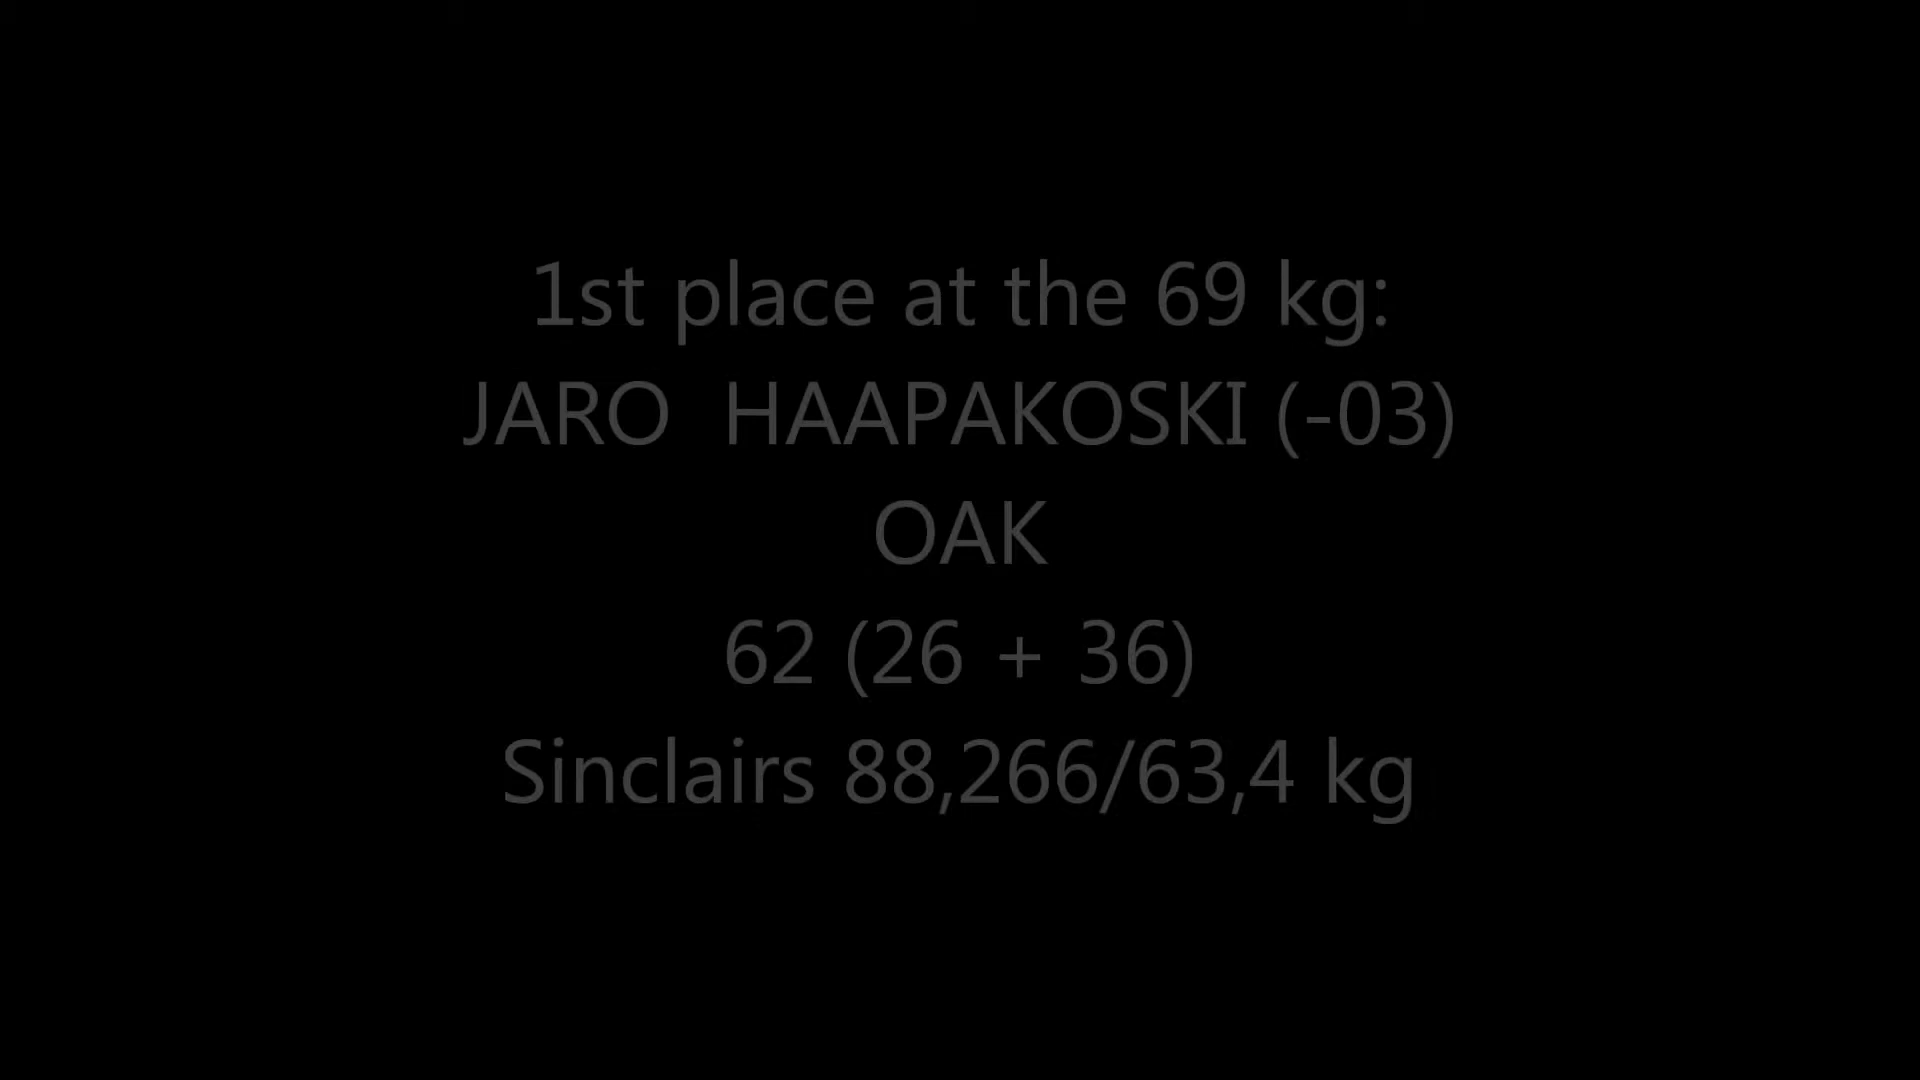 1st place at the 69 kg:
JARO  HAAPAKOSKI (-03)
OAK
62 (26 + 36)
Sinclairs 88,266/63,4 kg